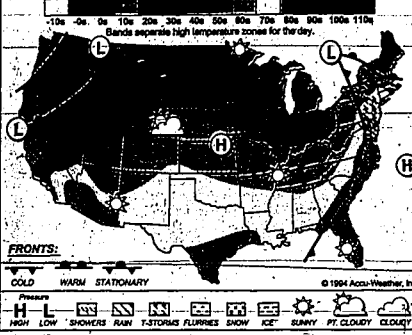 -10s -0s 0s 10s 20s 30s 40s 50s 60s 70s 80s 90s 100s 110s
Bands separate high temperature zones for the day.
L
L
L
H
H
FRONTS:
COLD WARM STATIONARY
© 1994 Accu-Weather, In
Pressure
H L
HIGH LOW SHOWERS RAIN T-STORMS FLURRIES SNOW ICE SUNNY PT. CLOUDY CLOUD